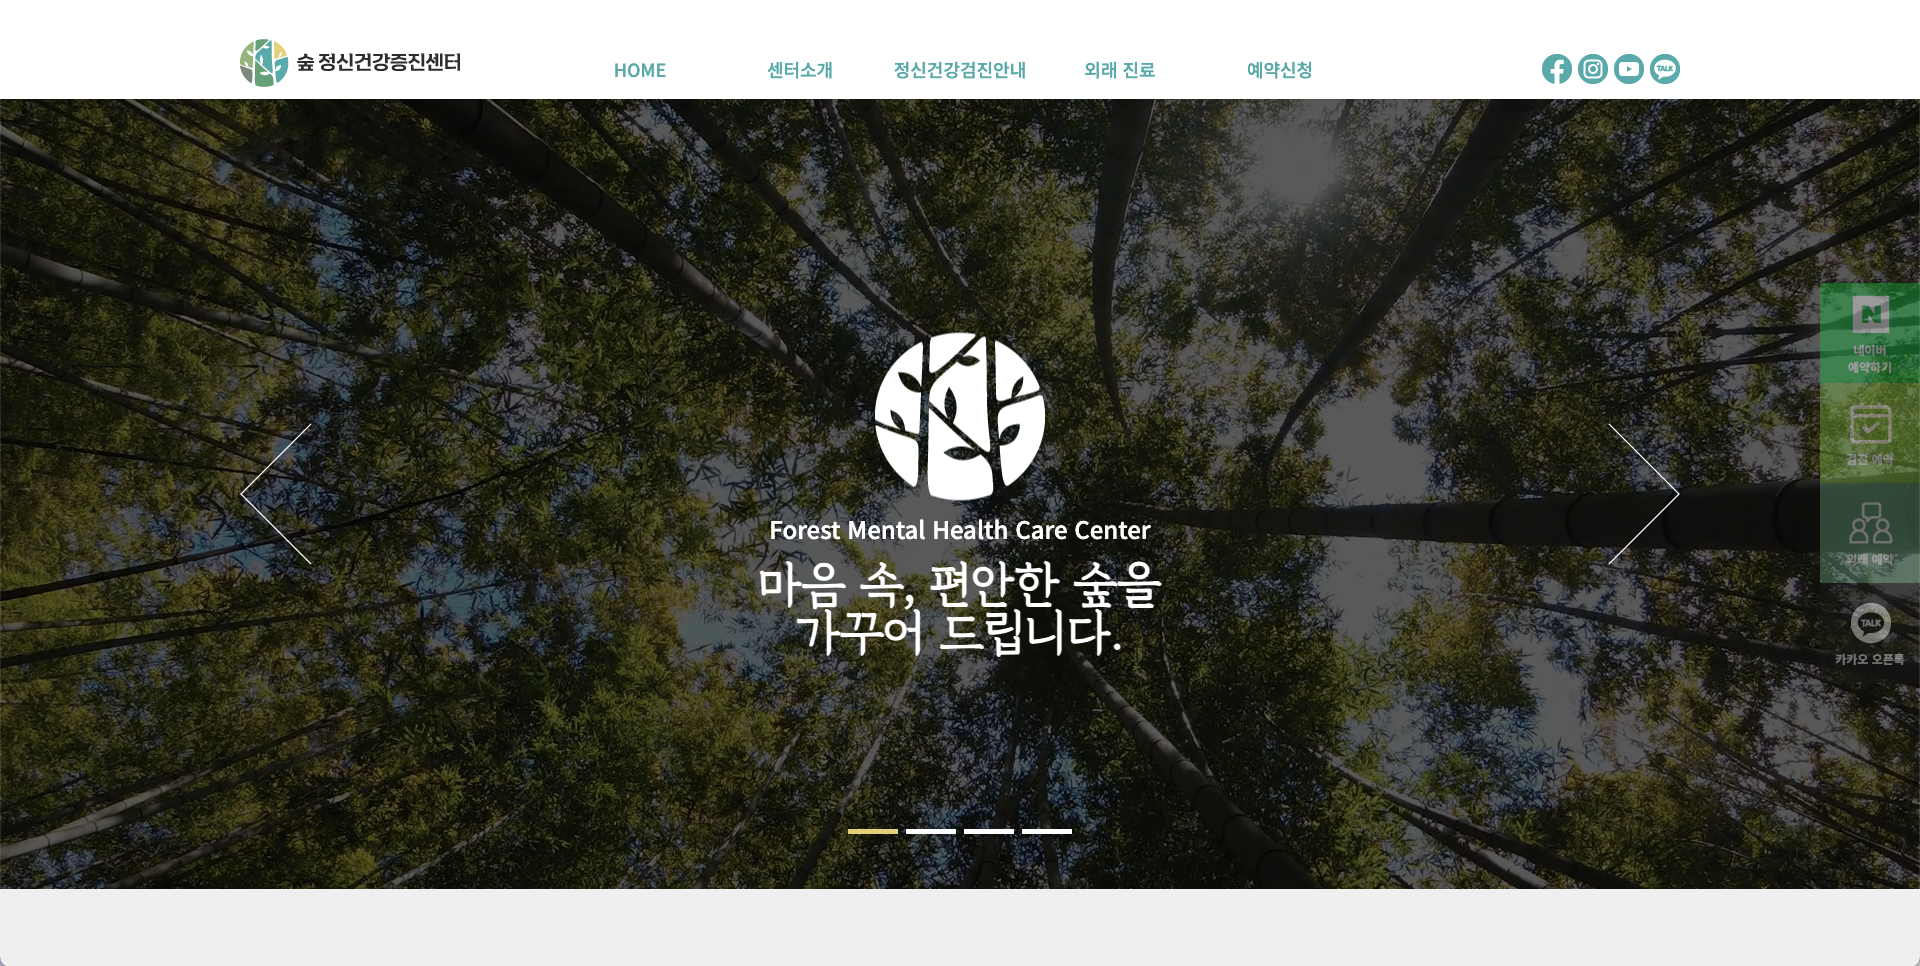 숲 정신건강증진센터
HOME
센터소개
정신건강검진안내
외래 진료
예약신청
TALK
Forest Mental Health Care Center
마음 속, 편안한 숲을
가꾸어 드립니다.
N
네이버
예약하기
검진 예약
외래 예약
TALK
카카오 오픈톡